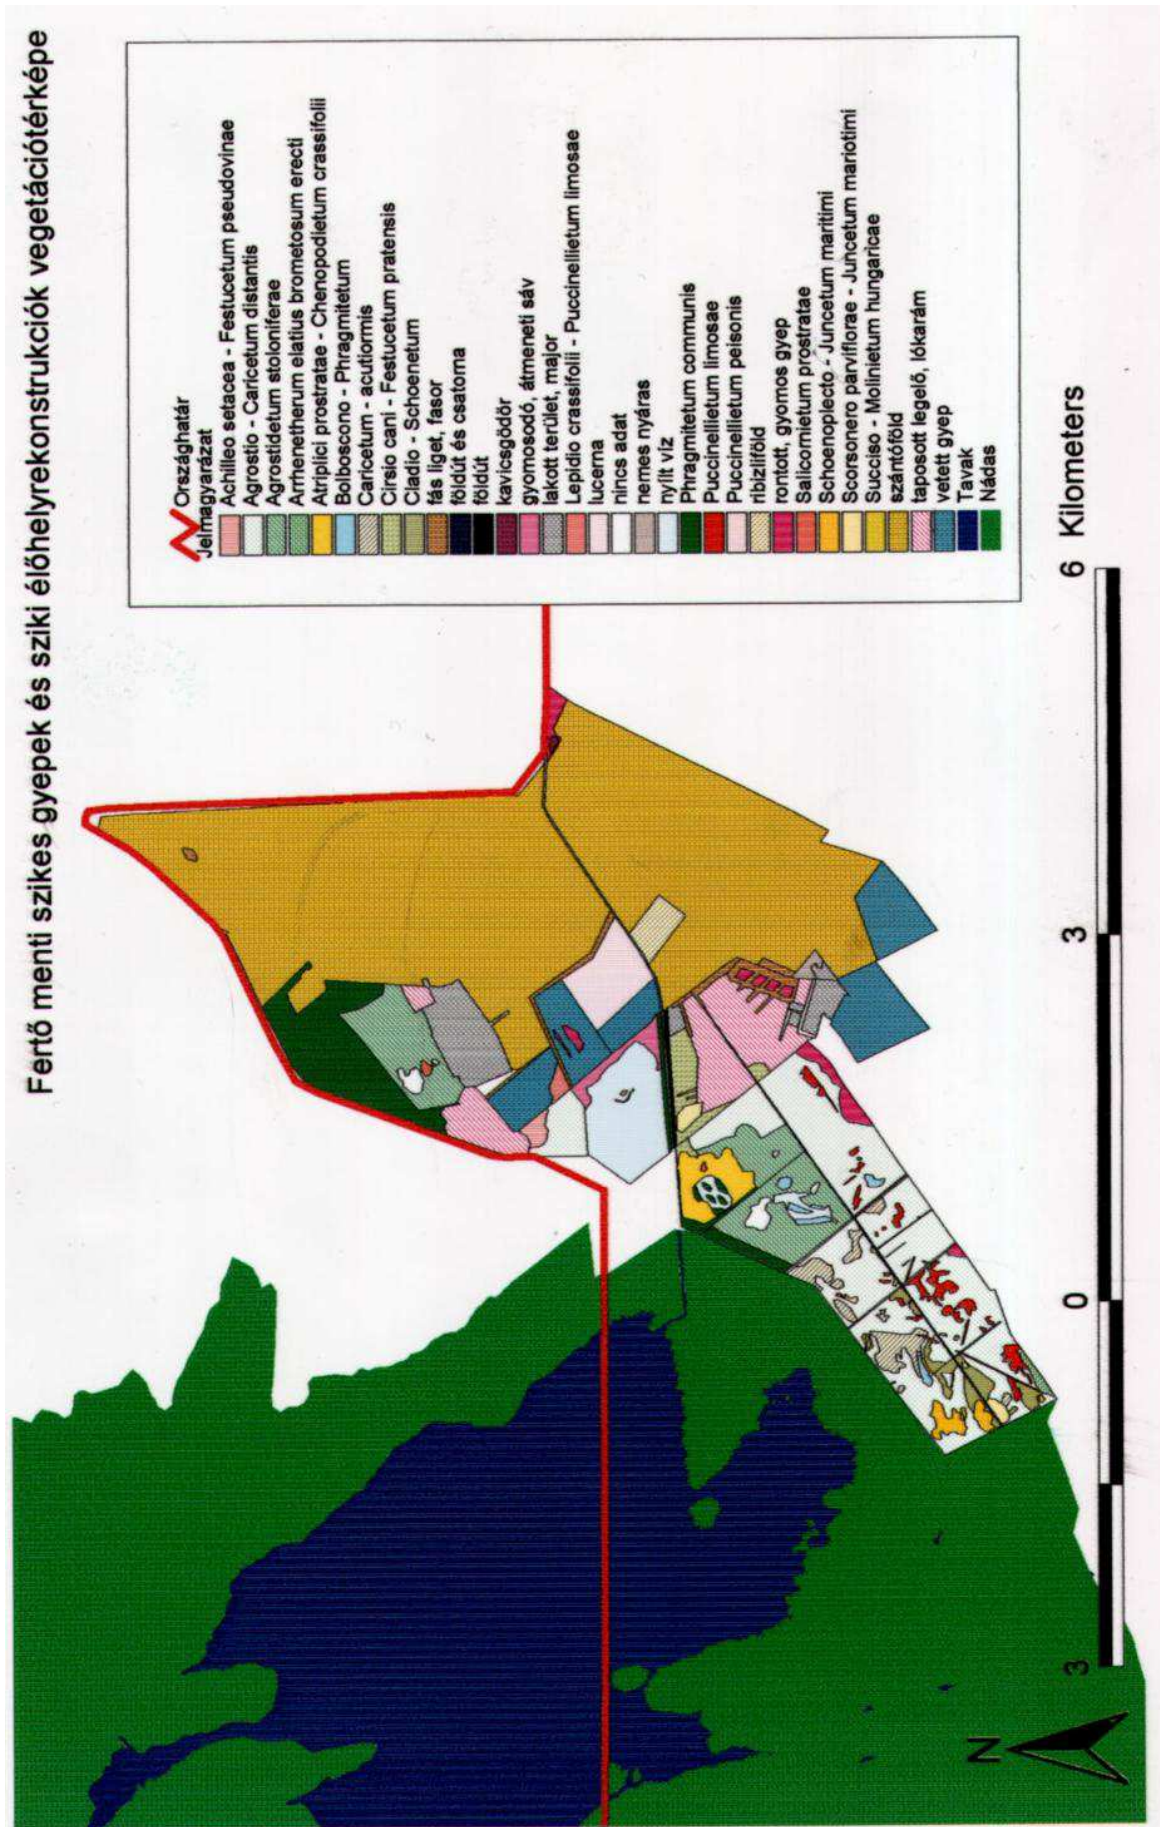 Fertő menti szikes gyepek és sziki élőhelyrekonstrukciók vegetációtérképe
Országhatár
Jelmagyarázat
Achilleo setacea - Festucetum pseudovinae
Agrostio - Caricetum distantis
Agrostidetum stoloniferae
Arrhenetherum elatius brometosum erecti
Atriplici prostratae - Chenopodietum crassifolii
Bolboscno - Phragmitetum
Caricetum - acutiormis
Cirsio cani - Festucetum pratensis
Cladio - Schoenetum
fás liget, fasor
földút és csatorna
földút
kavicsgödör
gyomosodó, átmeneti sáv
lakott terület, major
Lepidio crassifolii - Puccinellietum limosae
lucerna
nincs adat
nemes nyáras
nyílt víz
Phragmitetum communis
Puccinellietum limosae
Puccinellietum peisonis
ribizliföld
rontott, gyomos gyep
Salicornietum prostratae
Schoenoplecto - Juncetum maritimi
Scorsonero parviflorae - Juncetum mariotimi
Succiso - Molinietum hungaricae
szántóföld
taposott legelő, lókarám
vetett gyep
Tavak
Nádas
N
3 0 3 6 Kilometers